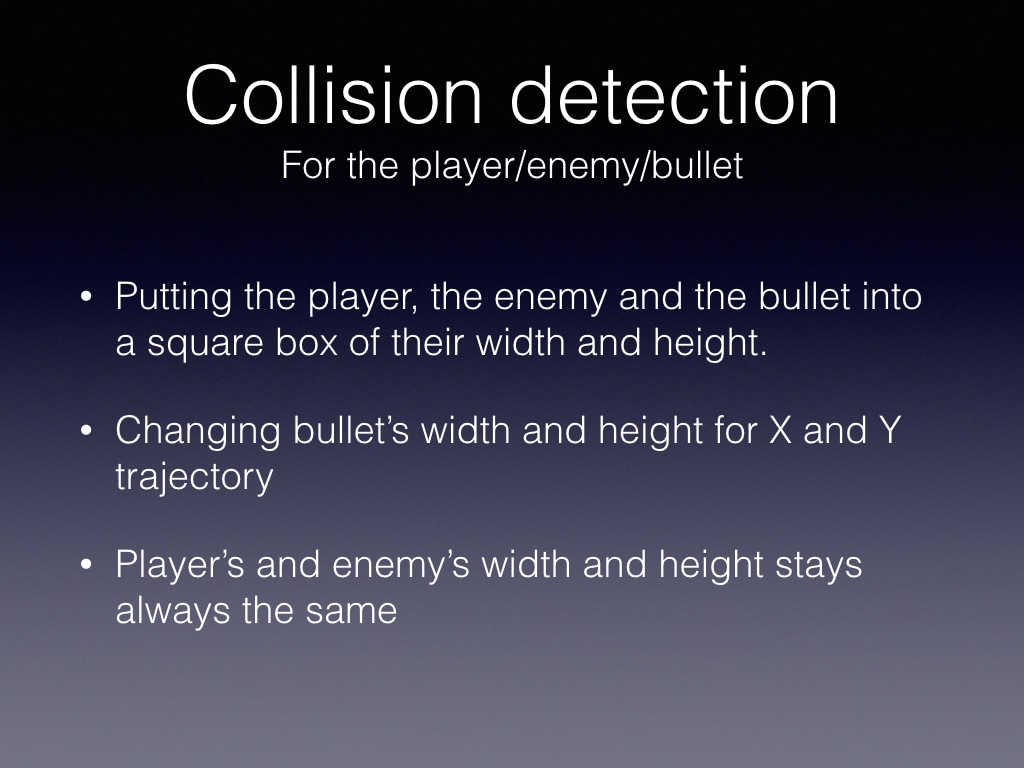 Collision detection
For the player/enemy/bullet
• Putting the player, the enemy and the bullet into
a square box of their width and height.
• Changing bullet’s width and height for X and Y
trajectory
• Player’s and enemy’s width and height stays
always the same